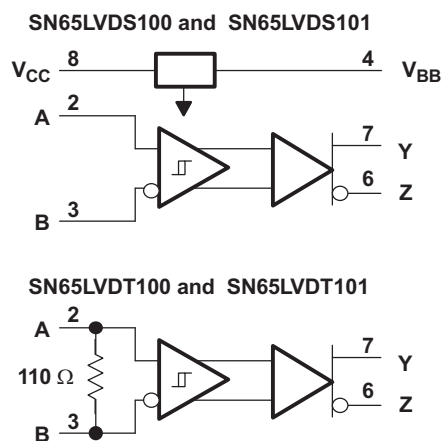 SN65LVDS100 and SN65LVDS101
VCC 8 4 VBB
A 2
7 Y
6 Z
B 3
SN65LVDT100 and SN65LVDT101
A 2
7 Y
110 Ω
6 Z
B 3